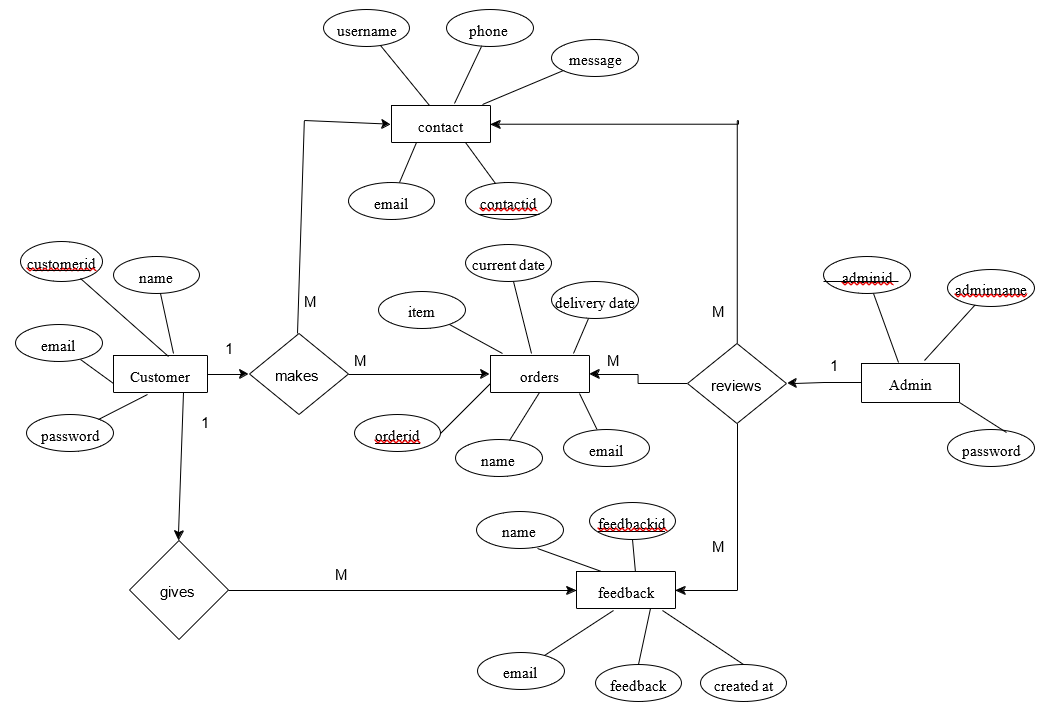 username
phone
message
contact
email
contactid
customerid
name
current date
adminid
adminname
item
delivery date
M
M
email
1
M
M
1
Customer
makes
orders
reviews
Admin
password
1
orderid
name
email
password
name
feedbackid
M
M
gives
feedback
email
feedback
created at